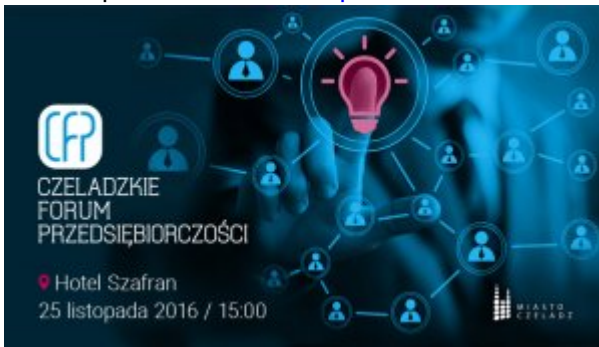 CFP
CZELADZKIE
FORUM
PRZEDSIĘBIORCZOŚCI
Hotel Szafran
25 listopada 2016 / 15:00
MIASTO
CZELADŹ